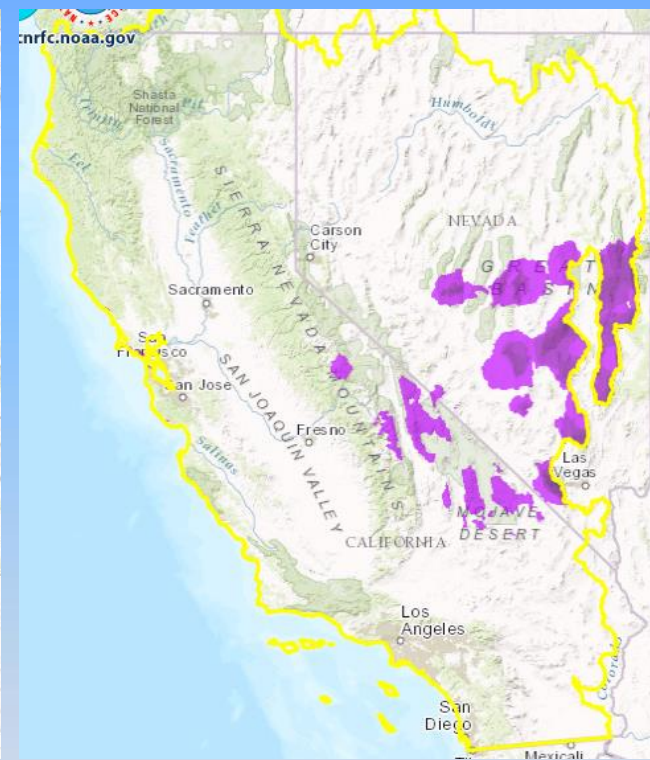 cnrfc.noaa.gov
Shasta
National
Forest
Pit
Trinity
Humboldt
Eel
Sacramento
Feather
NEVADA
SIERRA NEVADA MOUNTAINS
Carson
City
GREAT
BASIN
Sacramento
San
Francisco
San Jose
SAN JOAQUIN VALLEY
Fresno
Salinas
Las
Vegas
MOJAVE
DESERT
CALIFORNIA
Los
Angeles
Colorado
San
Diego
Mexicali